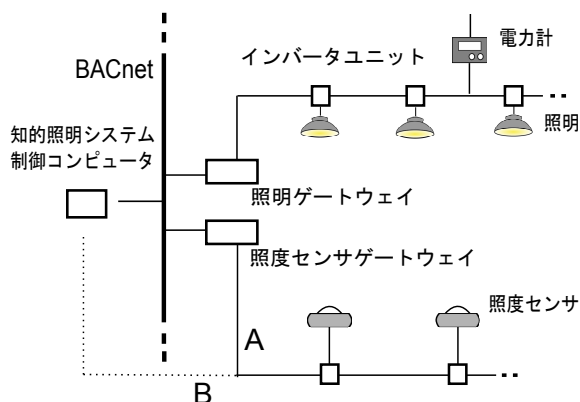 電力計
インバータユニット
BACnet
照明
知的照明システム
制御コンピュータ
照明ゲートウェイ
照度センサゲートウェイ
照度センサ
A
B